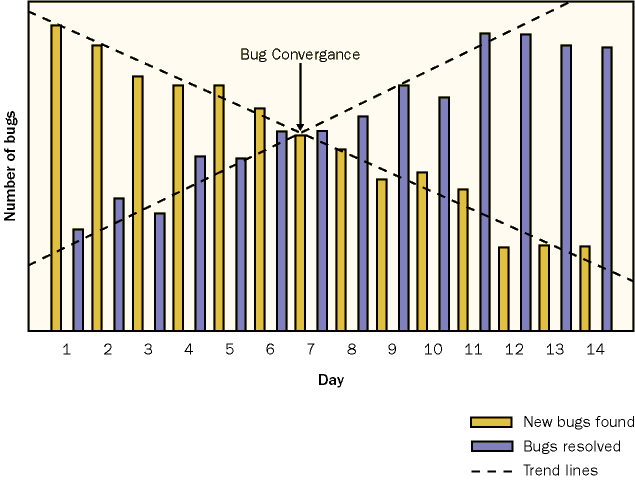 Bug Convergance
Number of bugs
1 2 3 4 5 6 7 8 9 10 11 12 13 14
Day
New bugs found
Bugs resolved
Trend lines